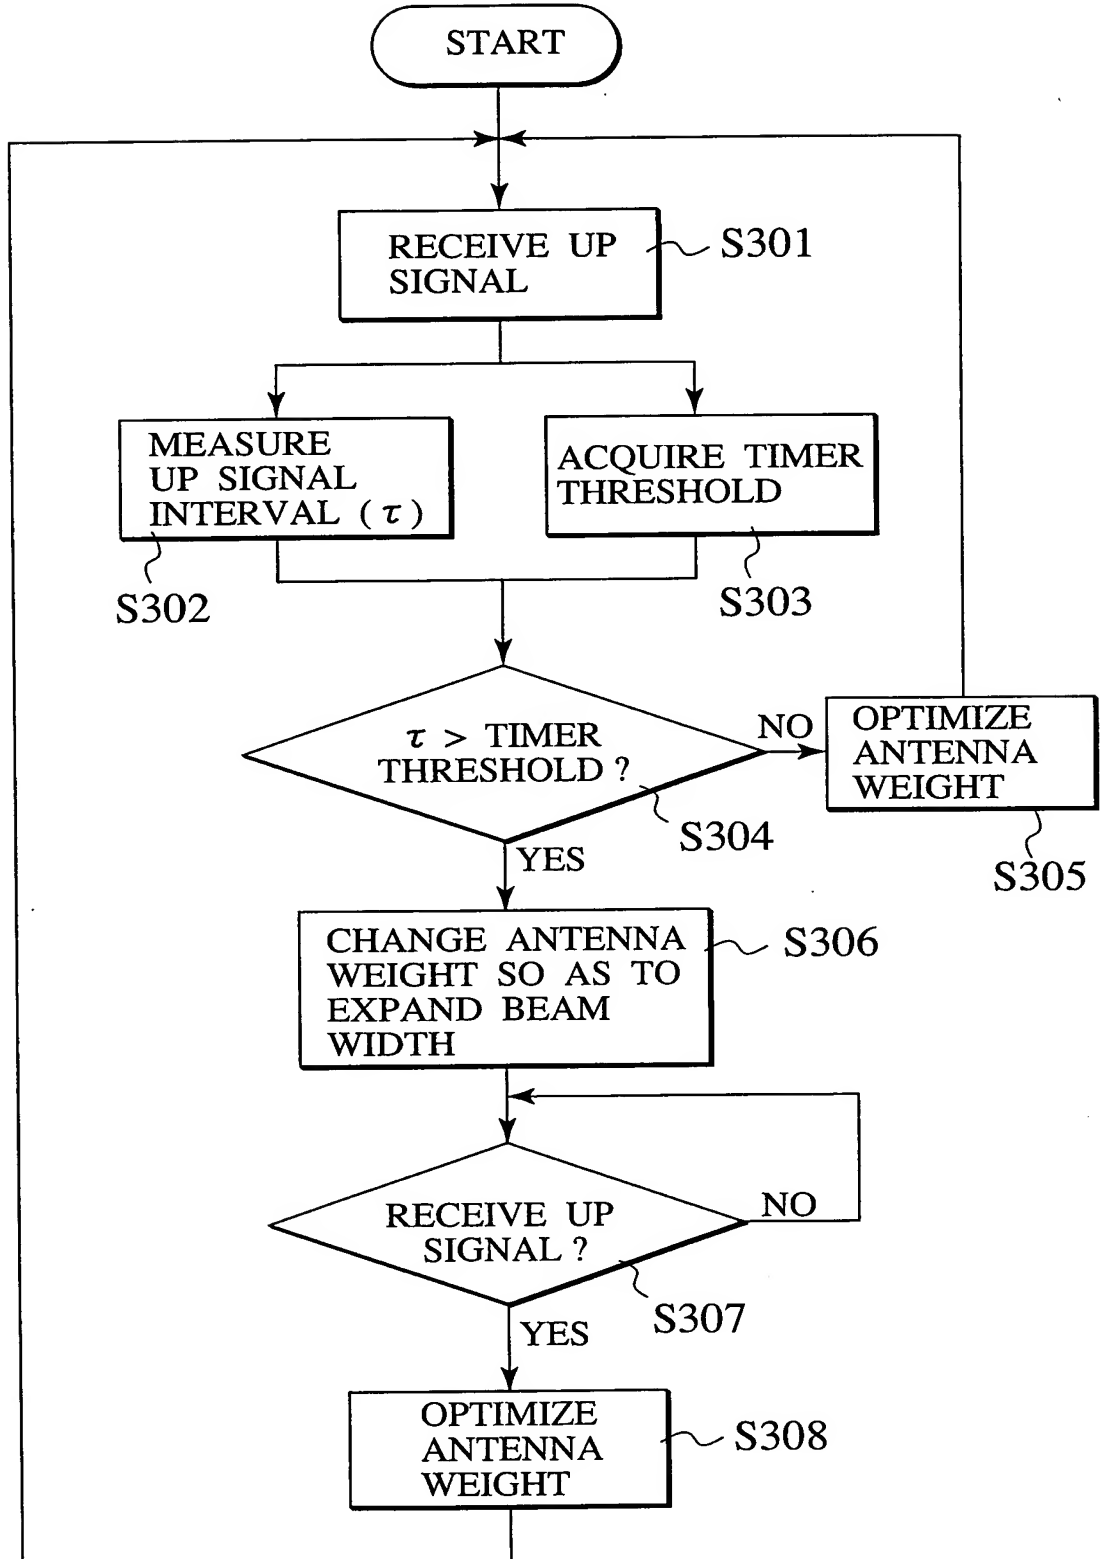 START
RECEIVE UP
SIGNAL
S301
MEASURE
UP SIGNAL
INTERVAL (τ)
S302
ACQUIRE TIMER
THRESHOLD
S303
τ > TIMER
THRESHOLD?
S304
NO
YES
OPTIMIZE
ANTENNA
WEIGHT
S305
CHANGE ANTENNA
WEIGHT SO AS TO
EXPAND BEAM
WIDTH
S306
RECEIVE UP
SIGNAL?
S307
NO
YES
OPTIMIZE
ANTENNA
WEIGHT
S308